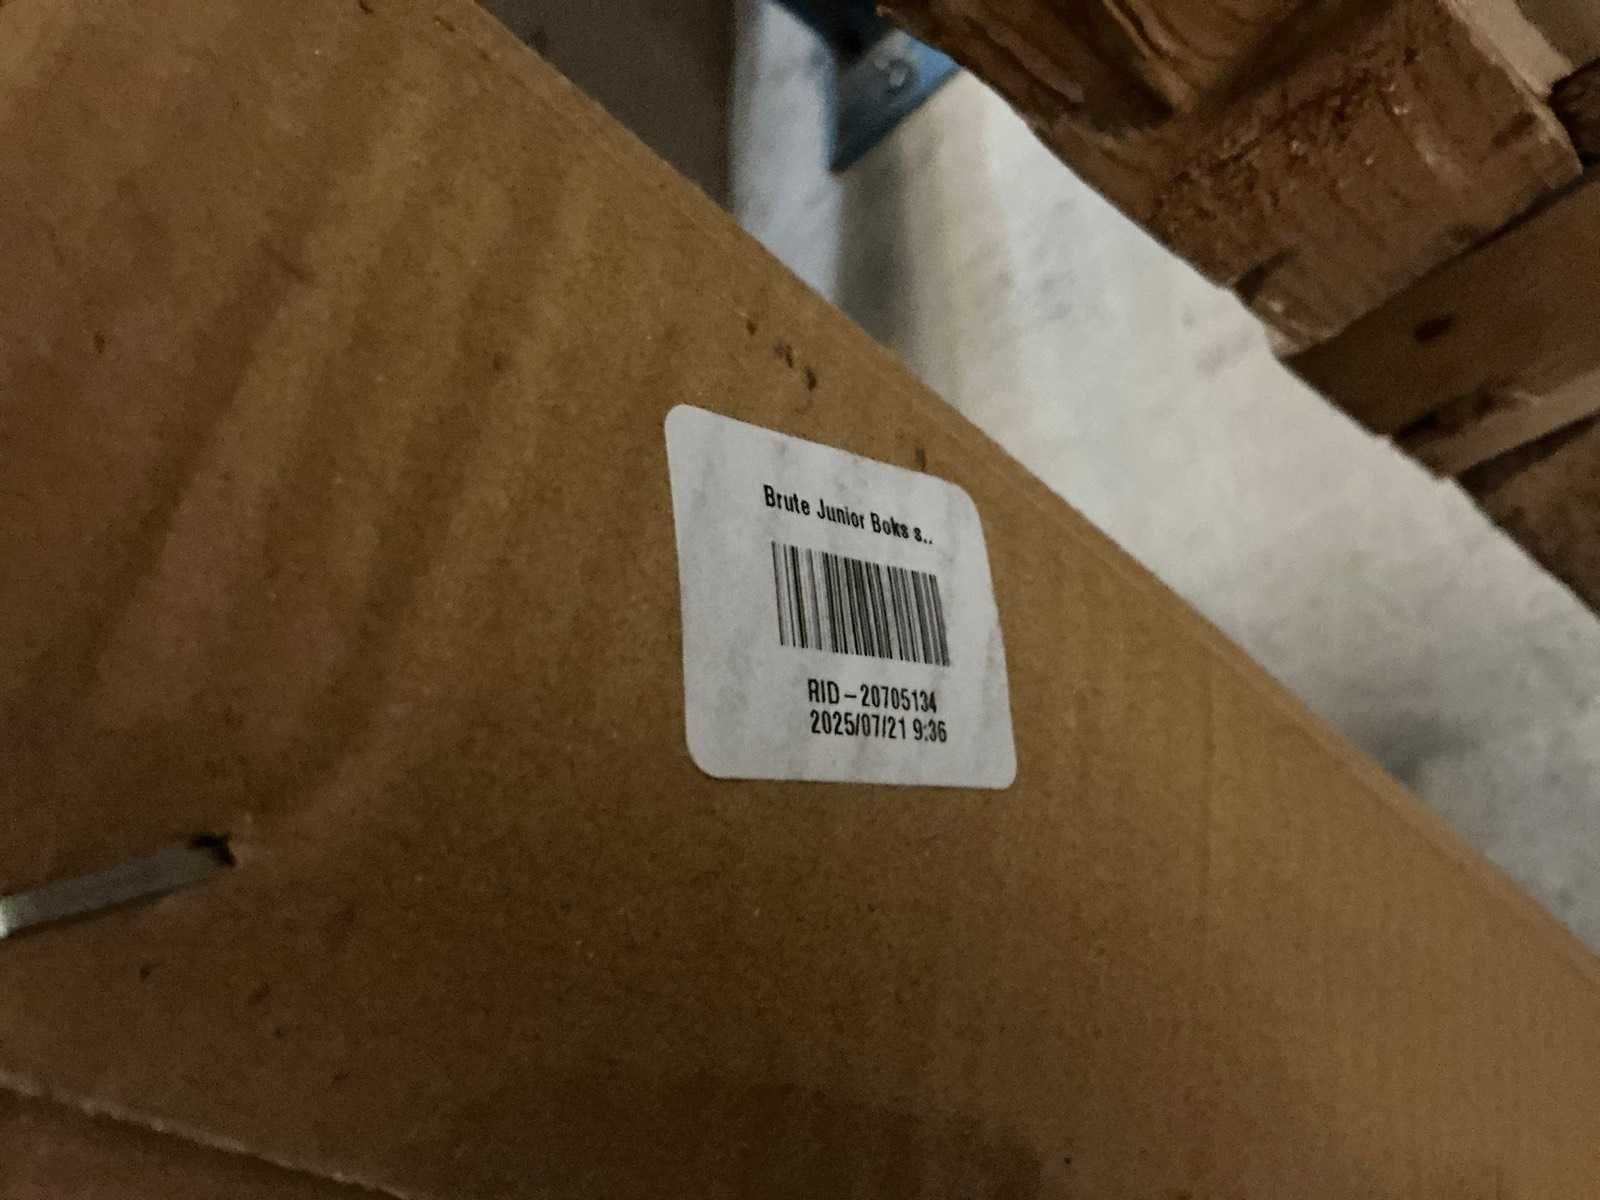 Brute Junior Boks s..
RID-20705134
2025/07/21 9:36